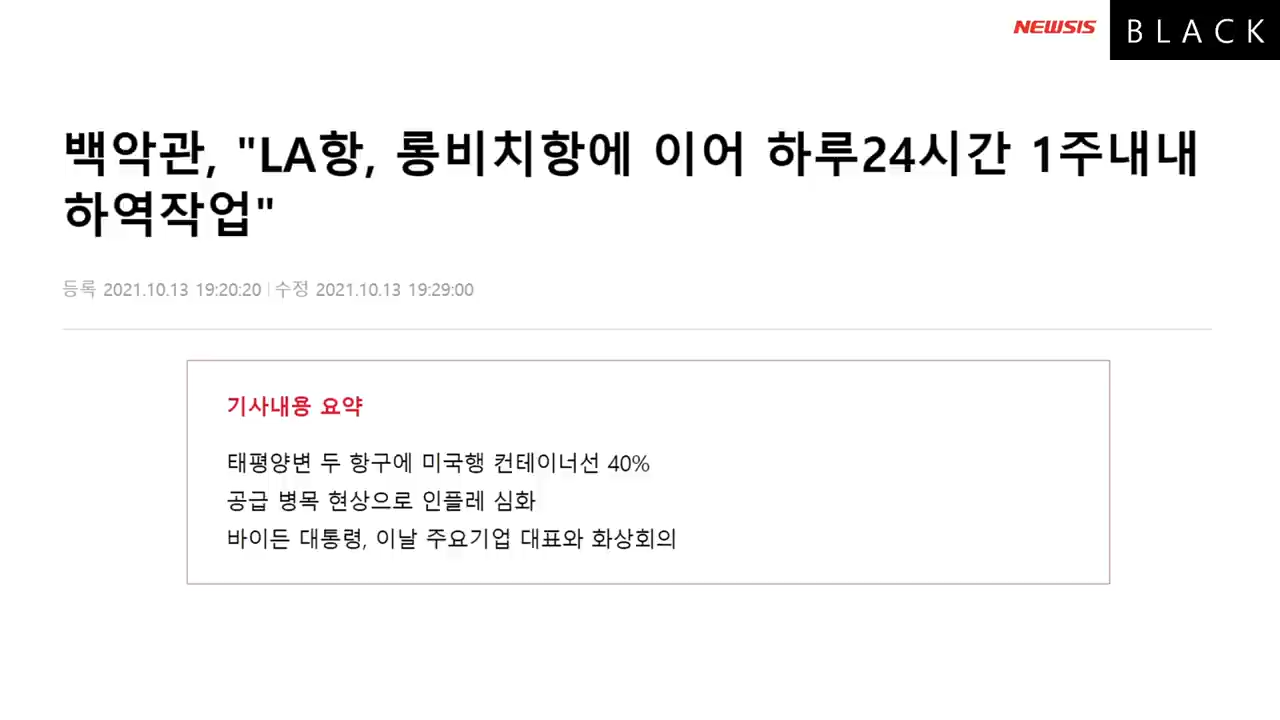 NEWSIS
BLACK
백악관, "LA항, 롱비치항에 이어 하루24시간 1주내내
하역작업"
등록 2021.10.13 19:20:20 | 수정 2021.10.13 19:29:00
기사내용 요약
태평양변 두 항구에 미국행 컨테이너선 40%
공급 병목 현상으로 인플레 심화
바이든 대통령, 이날 주요기업 대표와 화상회의